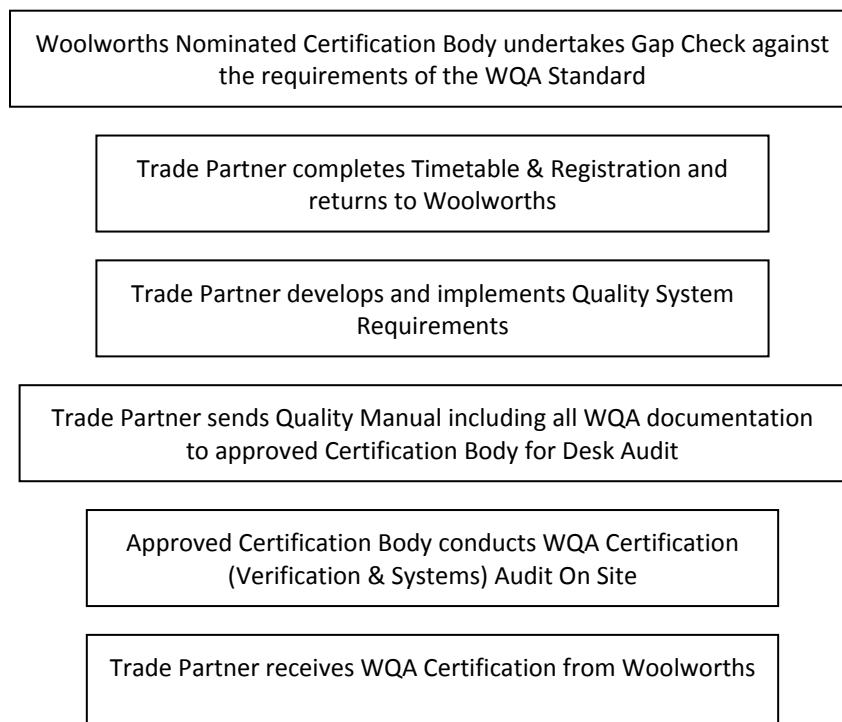 Woolworths Nominated Certification Body undertakes Gap Check against
the requirements of the WQA Standard
Trade Partner completes Timetable & Registration and
returns to Woolworths
Trade Partner develops and implements Quality System
Requirements
Trade Partner sends Quality Manual including all WQA documentation
to approved Certification Body for Desk Audit
Approved Certification Body conducts WQA Certification
(Verification & Systems) Audit On Site
Trade Partner receives WQA Certification from Woolworths